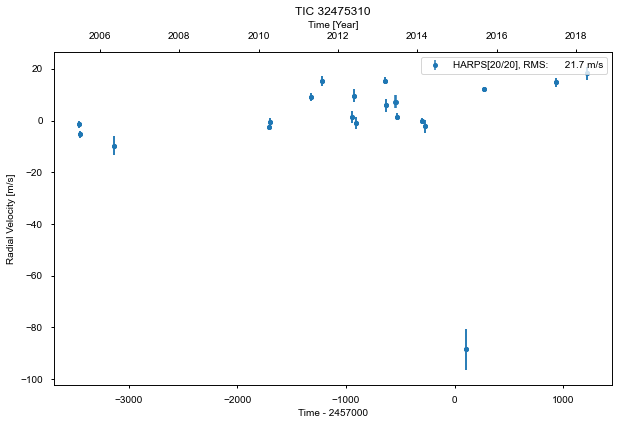 TIC 32475310
Time [Year]
2006 2008 2010 2012 2014 2016 2018
HARPS[20/20], RMS: 21.7 m/s
Radial Velocity [m/s]
20
0
−20
−40
−60
−80
−100
−3000 −2000 −1000 0 1000
Time - 2457000